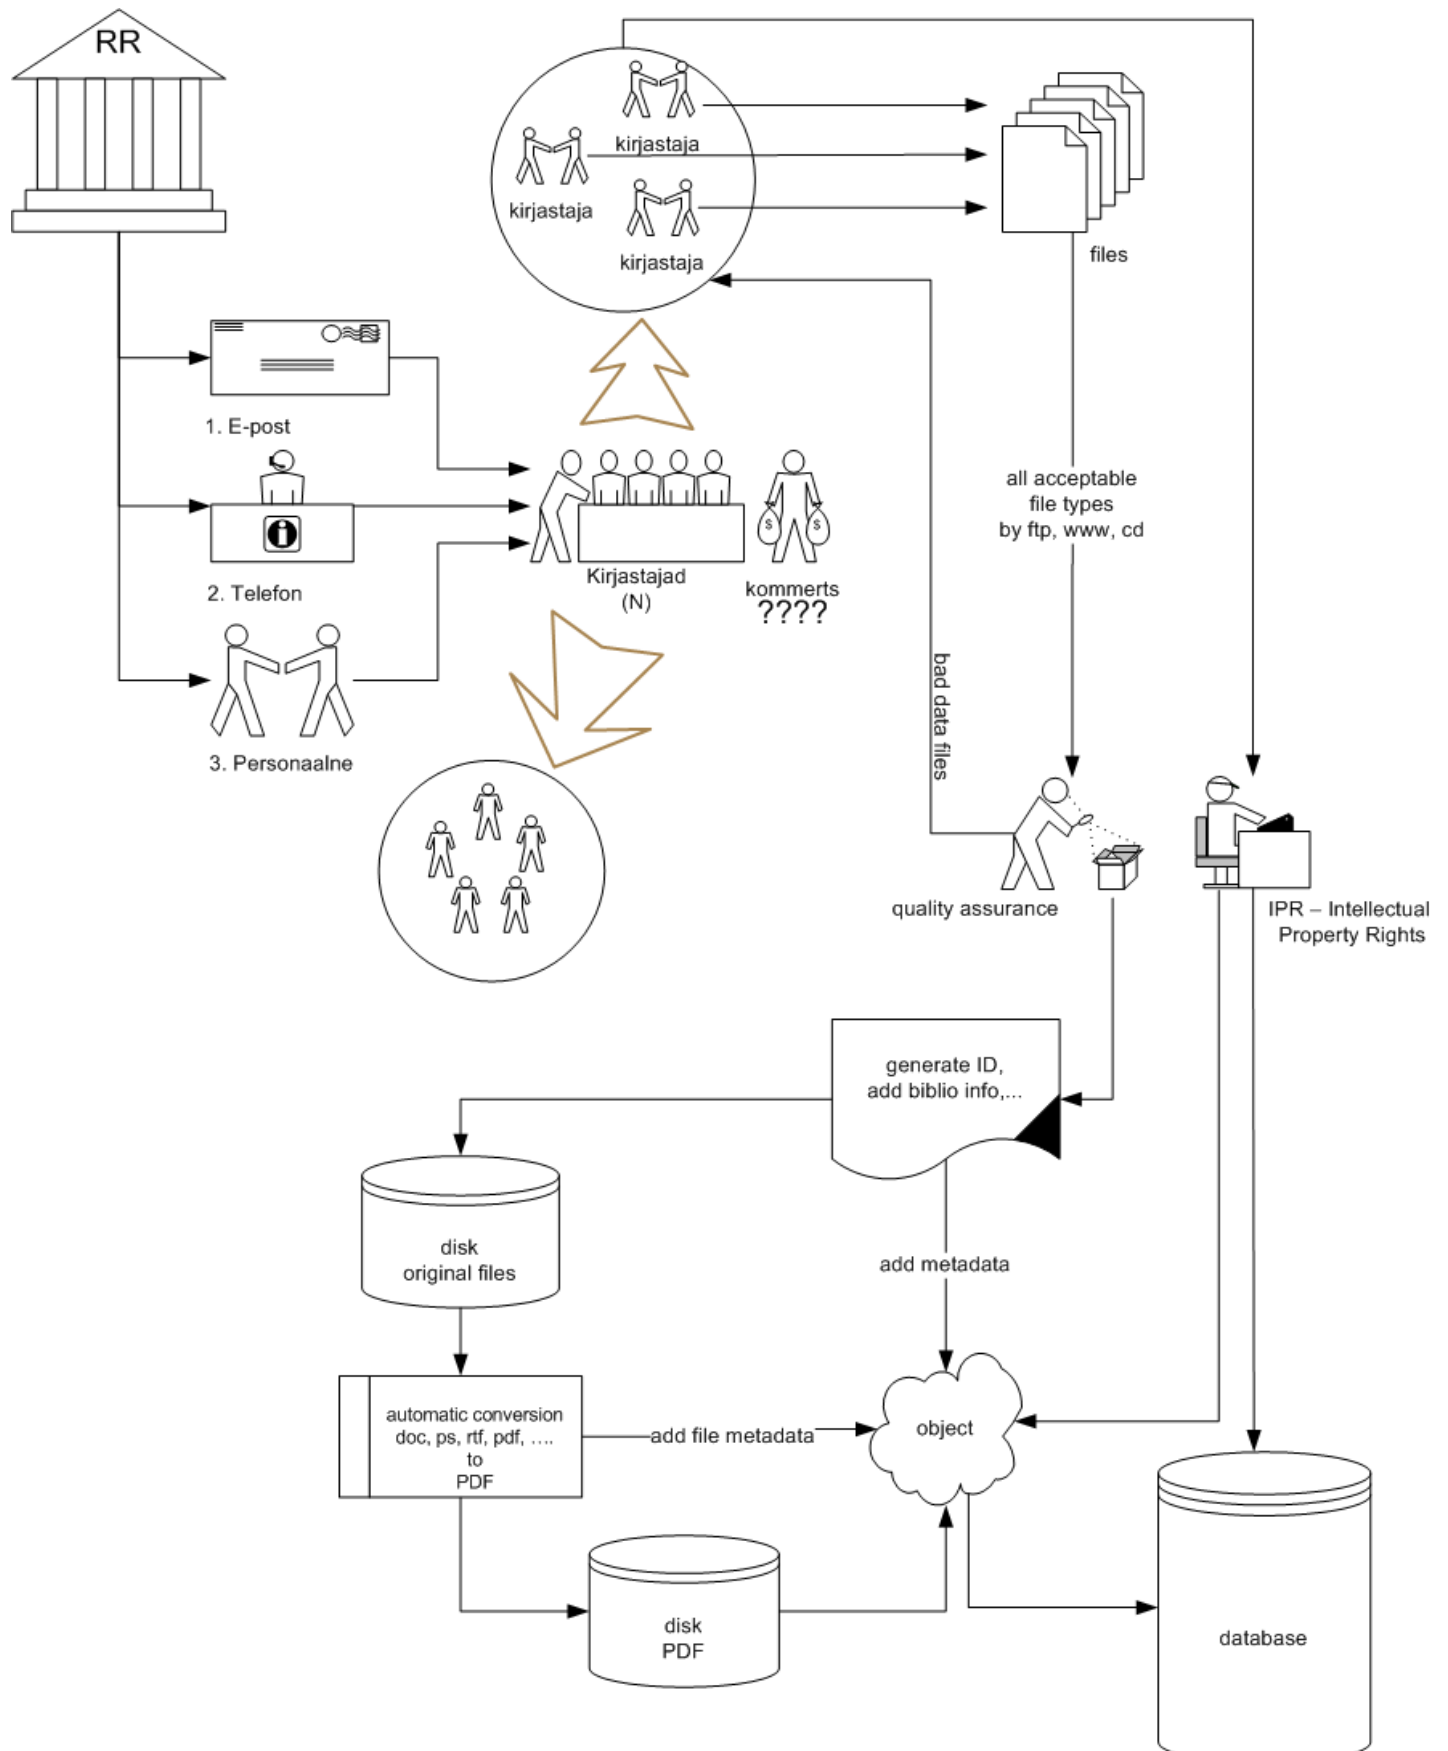 RR
kirjastaja
kirjastaja
kirjastaja
files
1. E-post
2. Telefon
3. Personaalne
Kirjastajad
(N)
$
$
kommerts
????
all acceptable
file types
by ftp, www, cd
bad data files
quality assurance
IPR – Intellectual
Property Rights
generate ID,
add biblio info,...
disk
original files
add metadata
automatic conversion
doc, ps, rtf, pdf, ....
to
PDF
add file metadata
object
disk
PDF
database